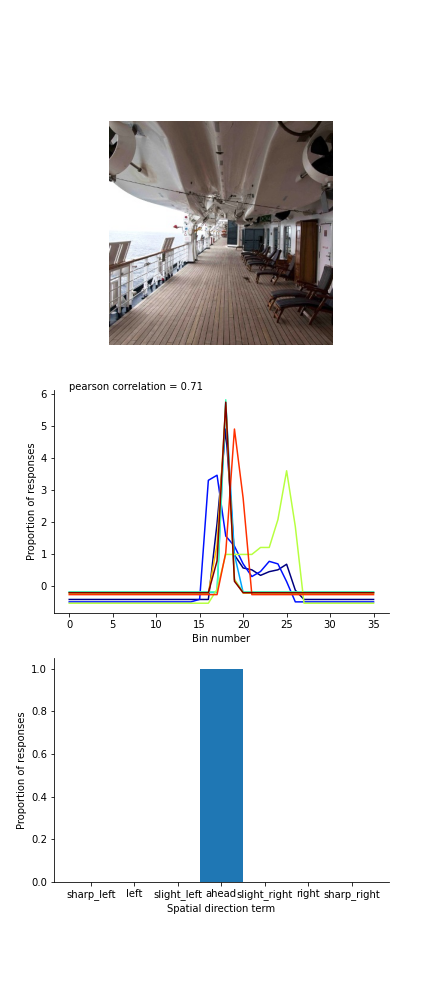 pearson correlation = 0.71
6
5
4
3
2
1
0
Proportion of responses
0 5 10 15 20 25 30 35
Bin number
1.0
0.8
0.6
0.4
0.2
0.0
Proportion of responses
sharp_left left slight_left ahead slight_right right sharp_right
Spatial direction term